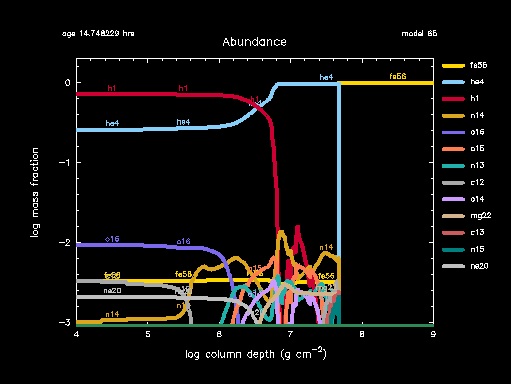 age 14.748229 hrs
model 65
Abundance
fe56
he4
h1
n14
o16
o15
n13
c12
o14
mg22
c13
n15
ne20
0
-1
-2
-3
log mass fraction
he4
fe56
h1
h1
h1
he4
he4
o16
o16
n14
fe56
fe56
ne20
n14
4
5
6
7
8
9
log column depth (g cm-2)